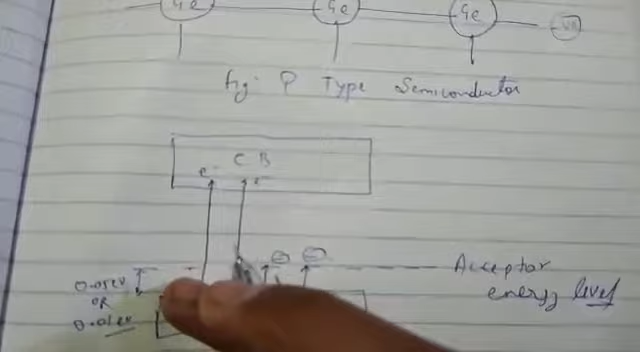 Ge Ge Ge
fig:- P Type Semiconductor
C B
e- e-
⊖ ⊖
Acceptor
energy level
0.05eV
OR
0.01eV